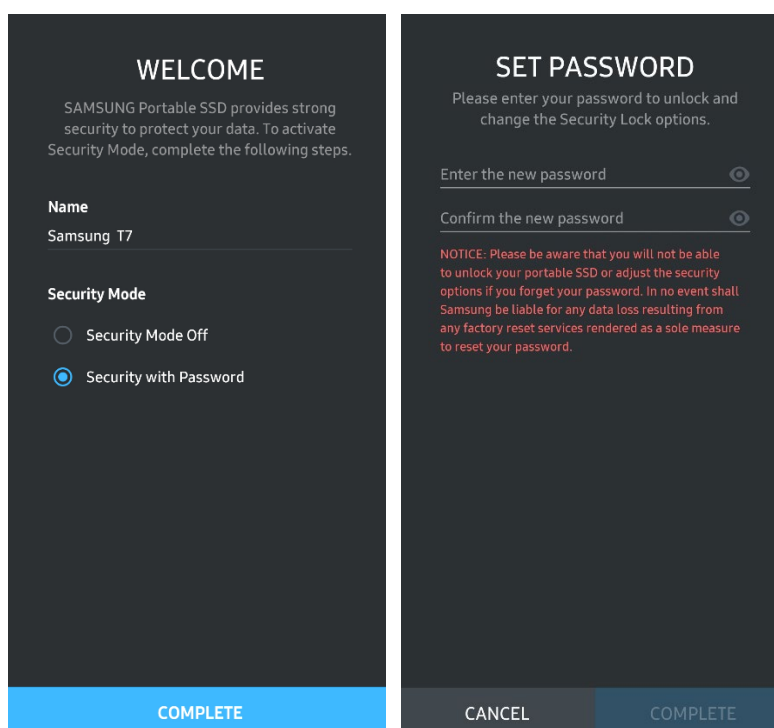 WELCOME
SAMSUNG Portable SSD provides strong
security to protect your data. To activate
Security Mode, complete the following steps.
Name
Samsung T7
Security Mode
Security Mode Off
Security with Password
COMPLETE
SET PASSWORD
Please enter your password to unlock and
change the Security Lock options.
Enter the new password
Confirm the new password
NOTICE: Please be aware that you will not be able
to unlock your portable SSD or adjust the security
options if you forget your password. In no event shall
Samsung be liable for any data loss resulting from
any factory reset services rendered as a sole measure
to reset your password.
CANCEL
COMPLETE